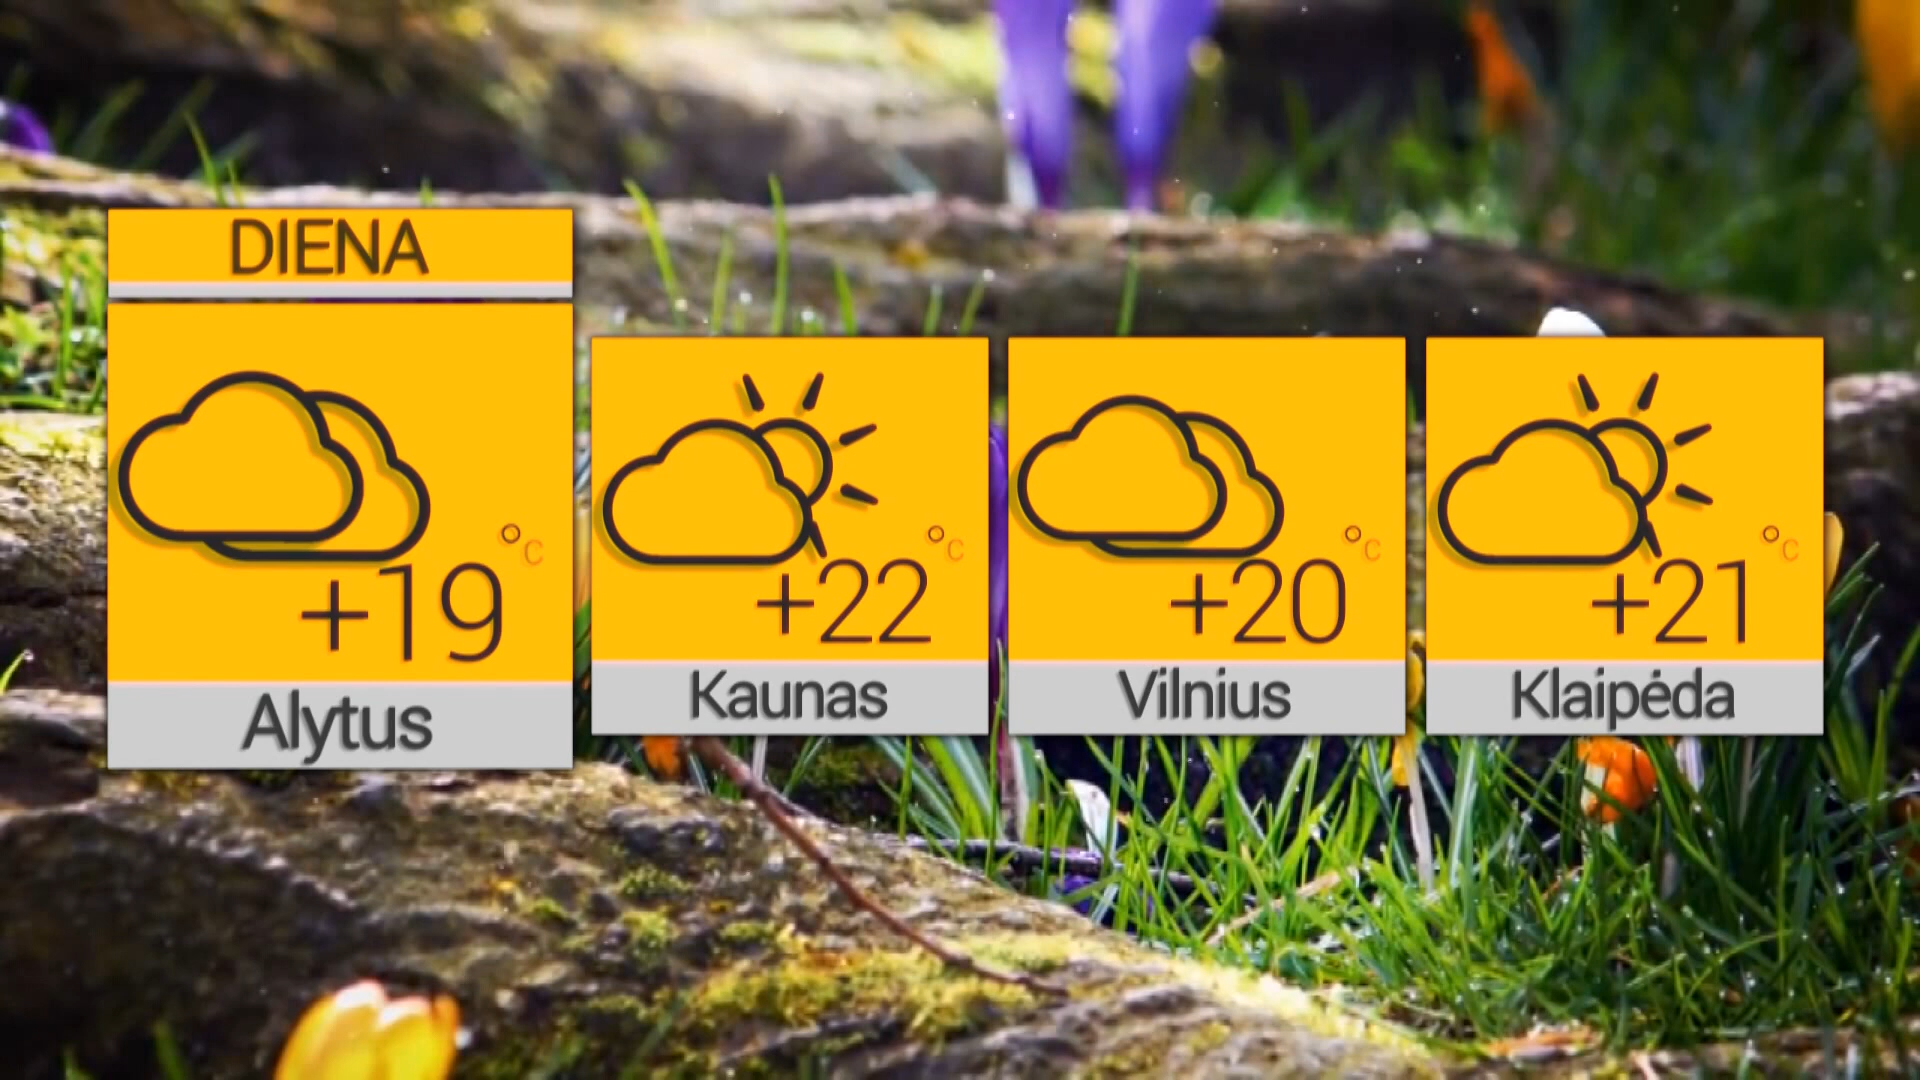 DIENA
°C
+19
Alytus
°C
+22
Kaunas
°C
+20
Vilnius
°C
+21
Klaipėda